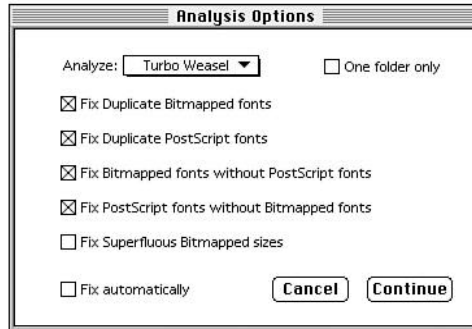 Analysis Options
Analyze: Turbo Weasel One folder only
Fix Duplicate Bitmapped fonts
Fix Duplicate PostScript fonts
Fix Bitmapped fonts without PostScript fonts
Fix PostScript fonts without Bitmapped fonts
Fix Superfluous Bitmapped sizes
Fix automatically Cancel Continue